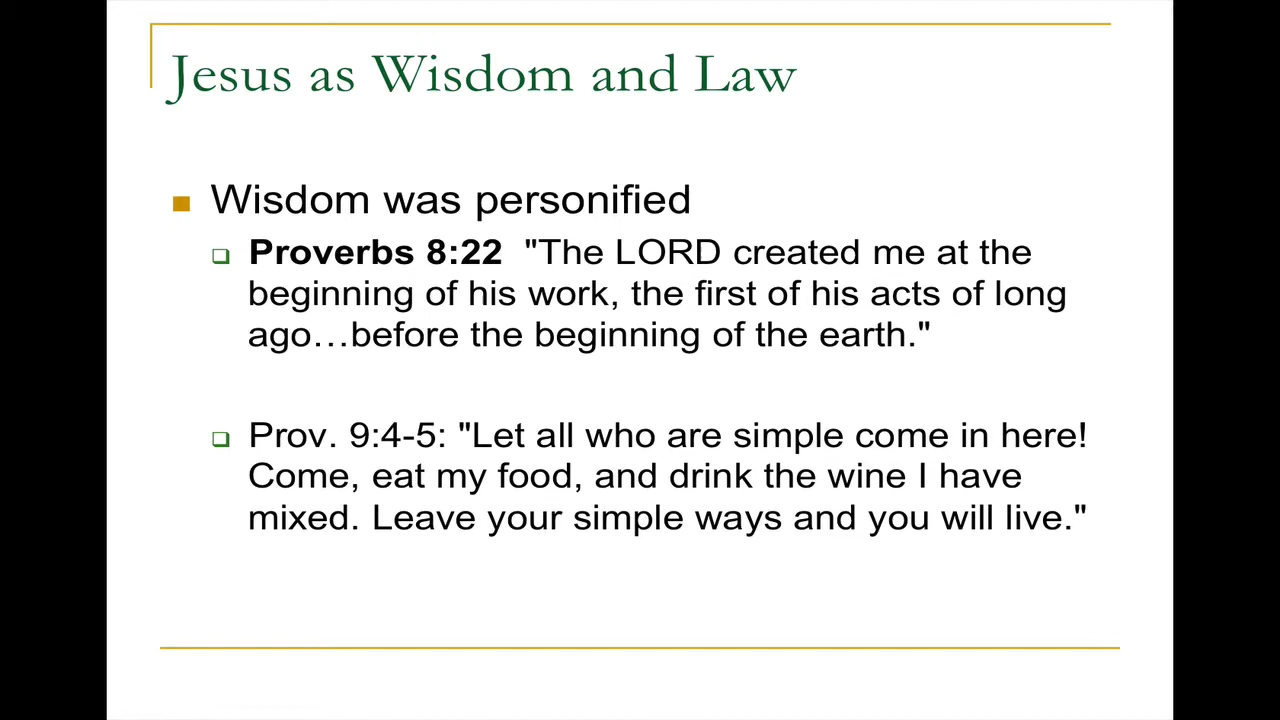 Jesus as Wisdom and Law
Wisdom was personified
Proverbs 8:22 "The LORD created me at the
beginning of his work, the first of his acts of long
ago…before the beginning of the earth."
Prov. 9:4-5: "Let all who are simple come in here!
Come, eat my food, and drink the wine I have
mixed. Leave your simple ways and you will live."